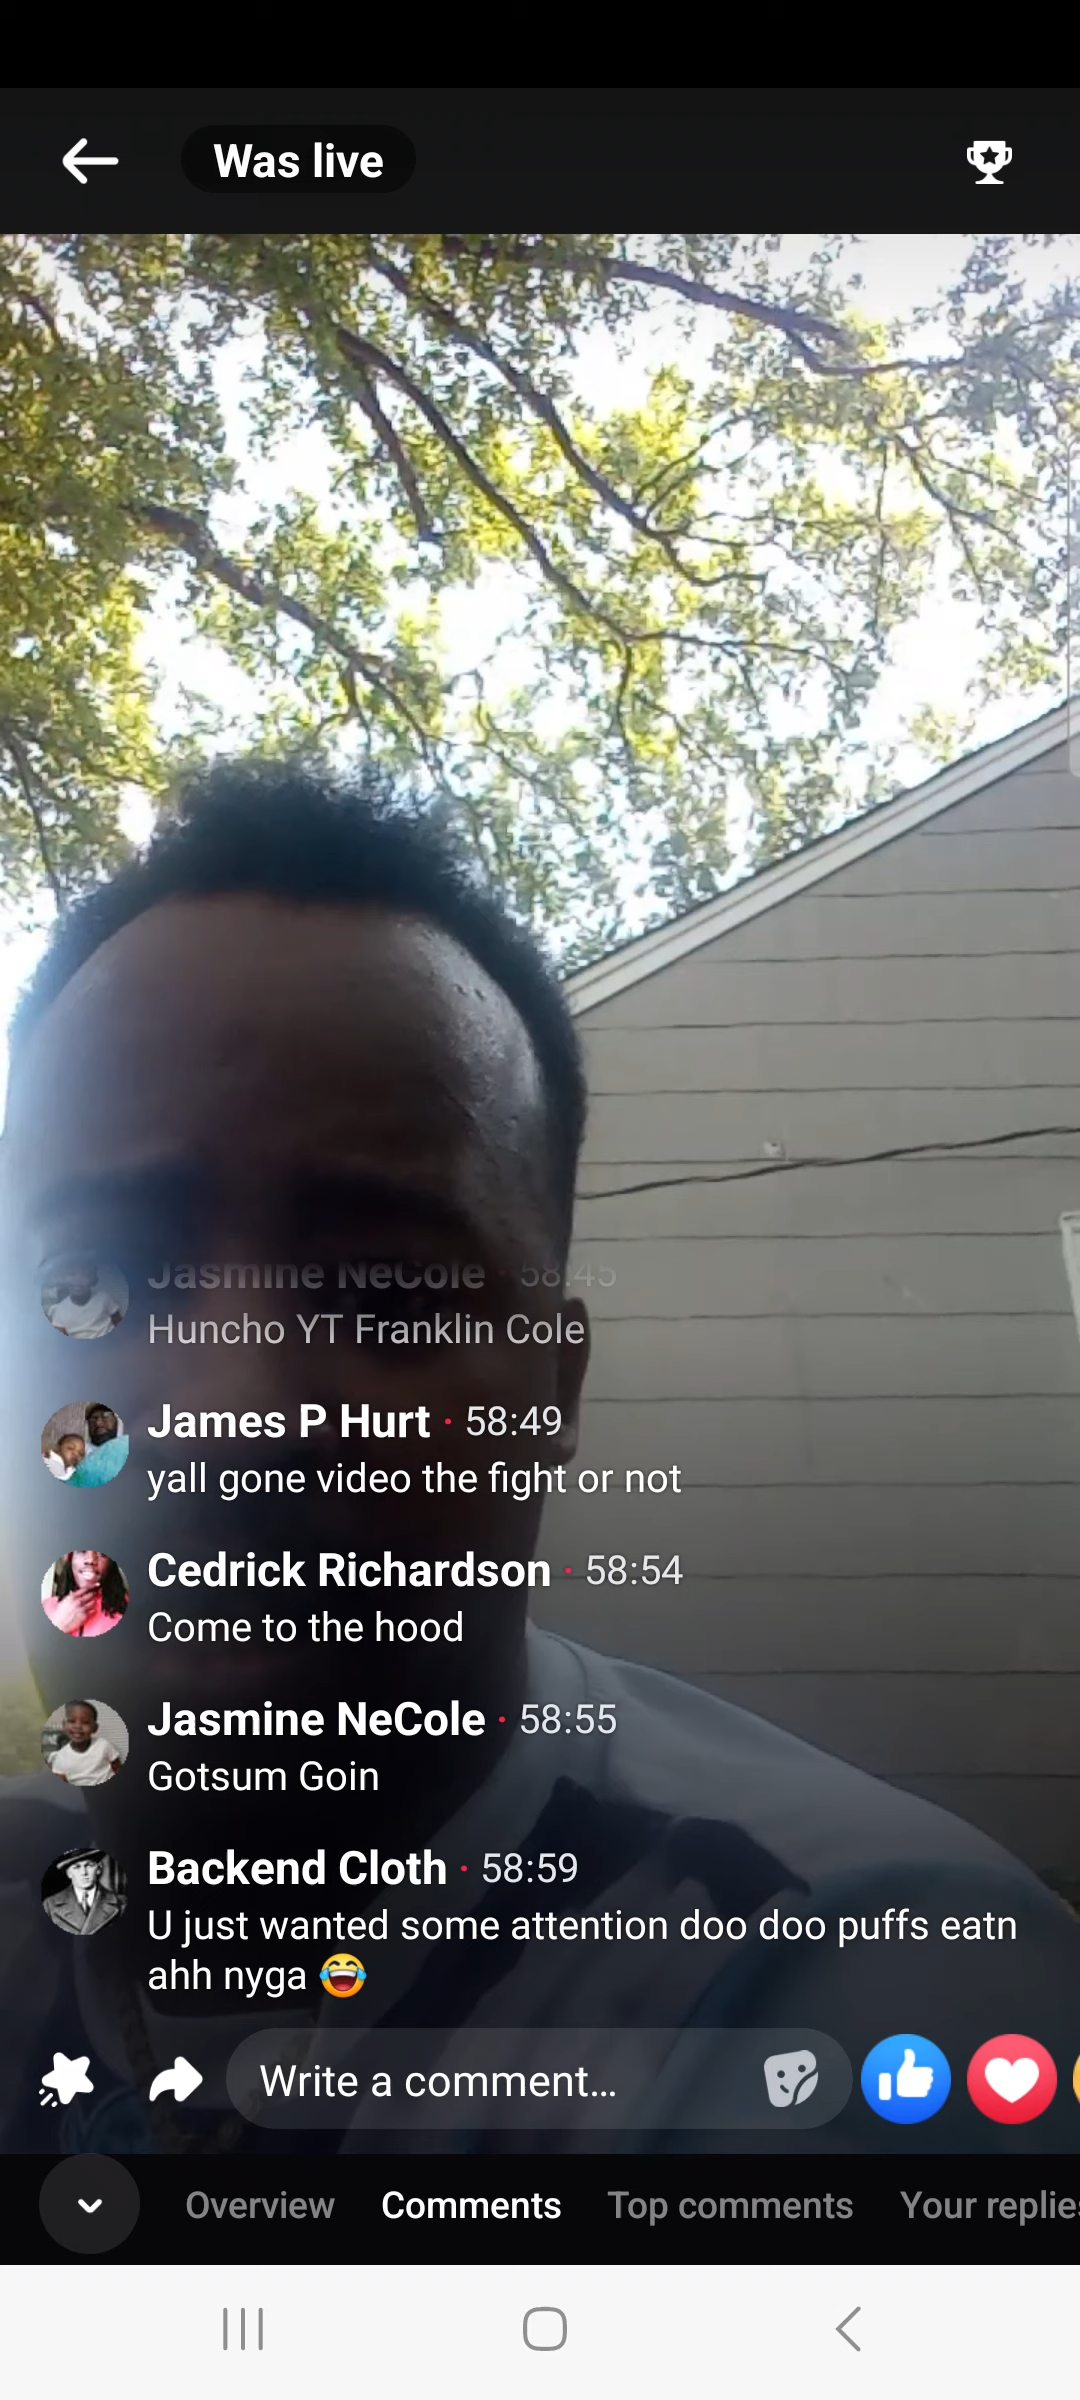 Was live
Jasmine NeCole · 58:45
Huncho YT Franklin Cole
James P Hurt · 58:49
yall gone video the fight or not
Cedrick Richardson · 58:54
Come to the hood
Jasmine NeCole · 58:55
Gotsum Goin
Backend Cloth · 58:59
U just wanted some attention doo doo puffs eatn
ahh nyga 😂
Write a comment...
Overview Comments Top comments Your replies